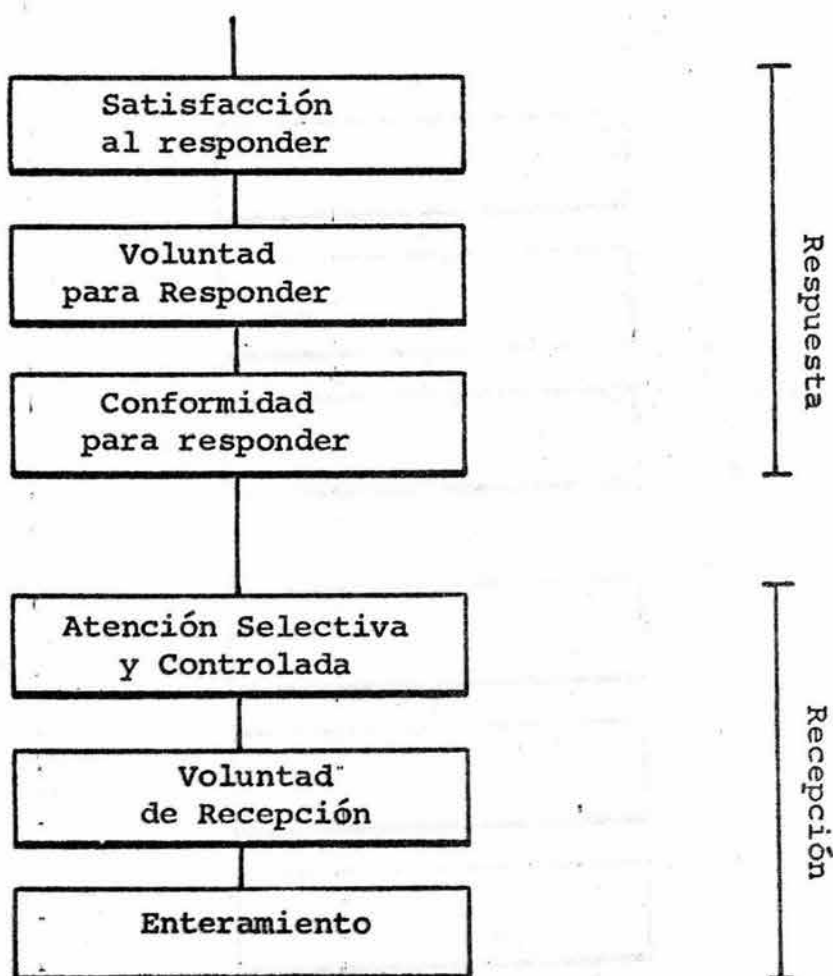 Satisfacción
al responder
Voluntad
para Responder
Conformidad
para responder
Respuesta
Atención Selectiva
y Controlada
Voluntad
de Recepción
Enteramiento
Recepción